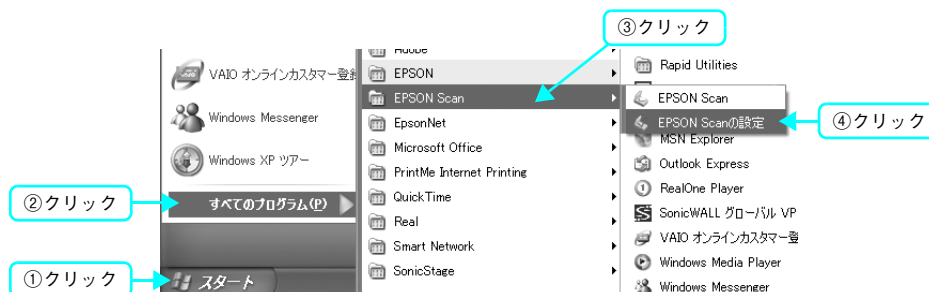 ③クリック
Adobe
Rapid Utilities
VAIO オンラインカスタマー登録
EPSON
EPSON Scan
EPSON Scan
④クリック
Windows Messenger
EpsonNet
EPSON Scanの設定
MSN Explorer
Microsoft Office
Outlook Express
Windows XP ツアー
PrintMe Internet Printing
RealOne Player
②クリック
すべてのプログラム(P)
QuickTime
SonicWALL グローバル VP
Real
VAIO オンラインカスタマー登
Smart Network
Windows Media Player
①クリック
スタート
SonicStage
Windows Messenger